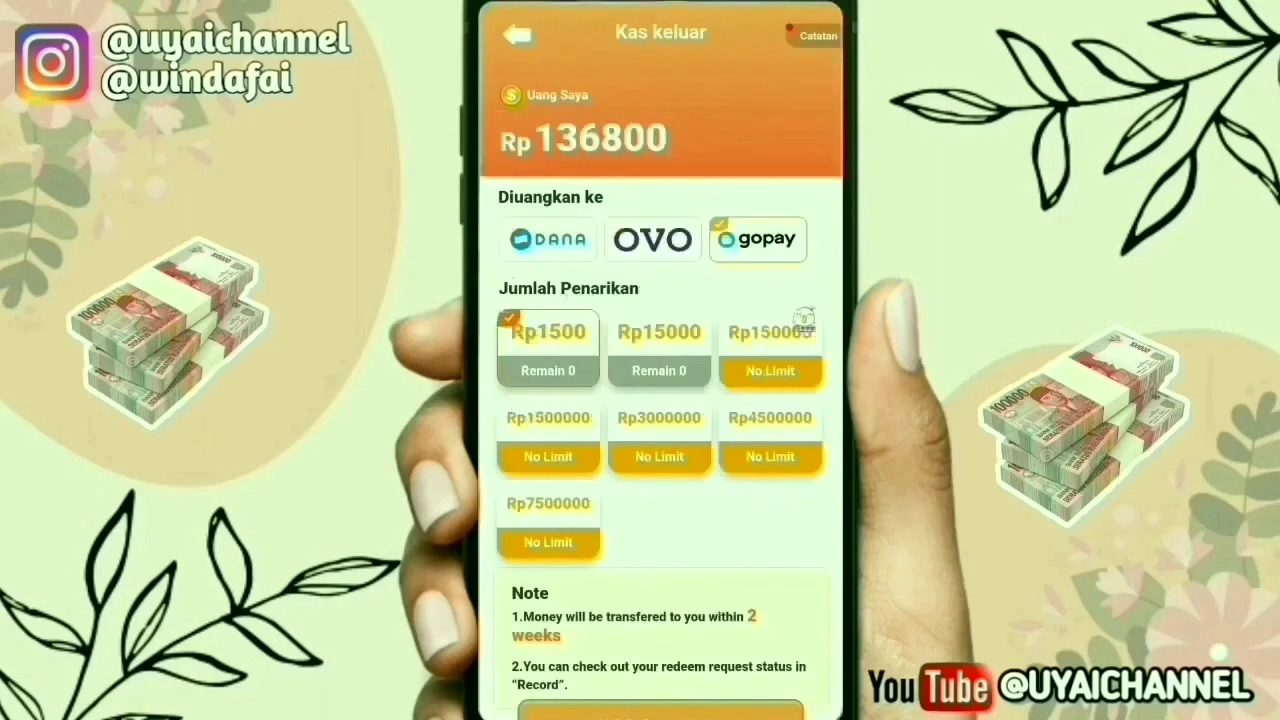 @uyaichannel
@windafai
Kas keluar
Catatan
Uang Saya
Rp 136800
Diuangkan ke
DANA
OVO
gopay
Jumlah Penarikan
Rp1500
Rp15000
Remain 0
Remain 0
No Limit
Rp1500000
Rp3000000
Rp4500000
No Limit
No Limit
No Limit
Rp7500000
No Limit
Note
1.Money will be transfered to you within 2
weeks
2.You can check out your redeem request status in
“Record”.
YouTube @UYAICHANNEL
100000
100000